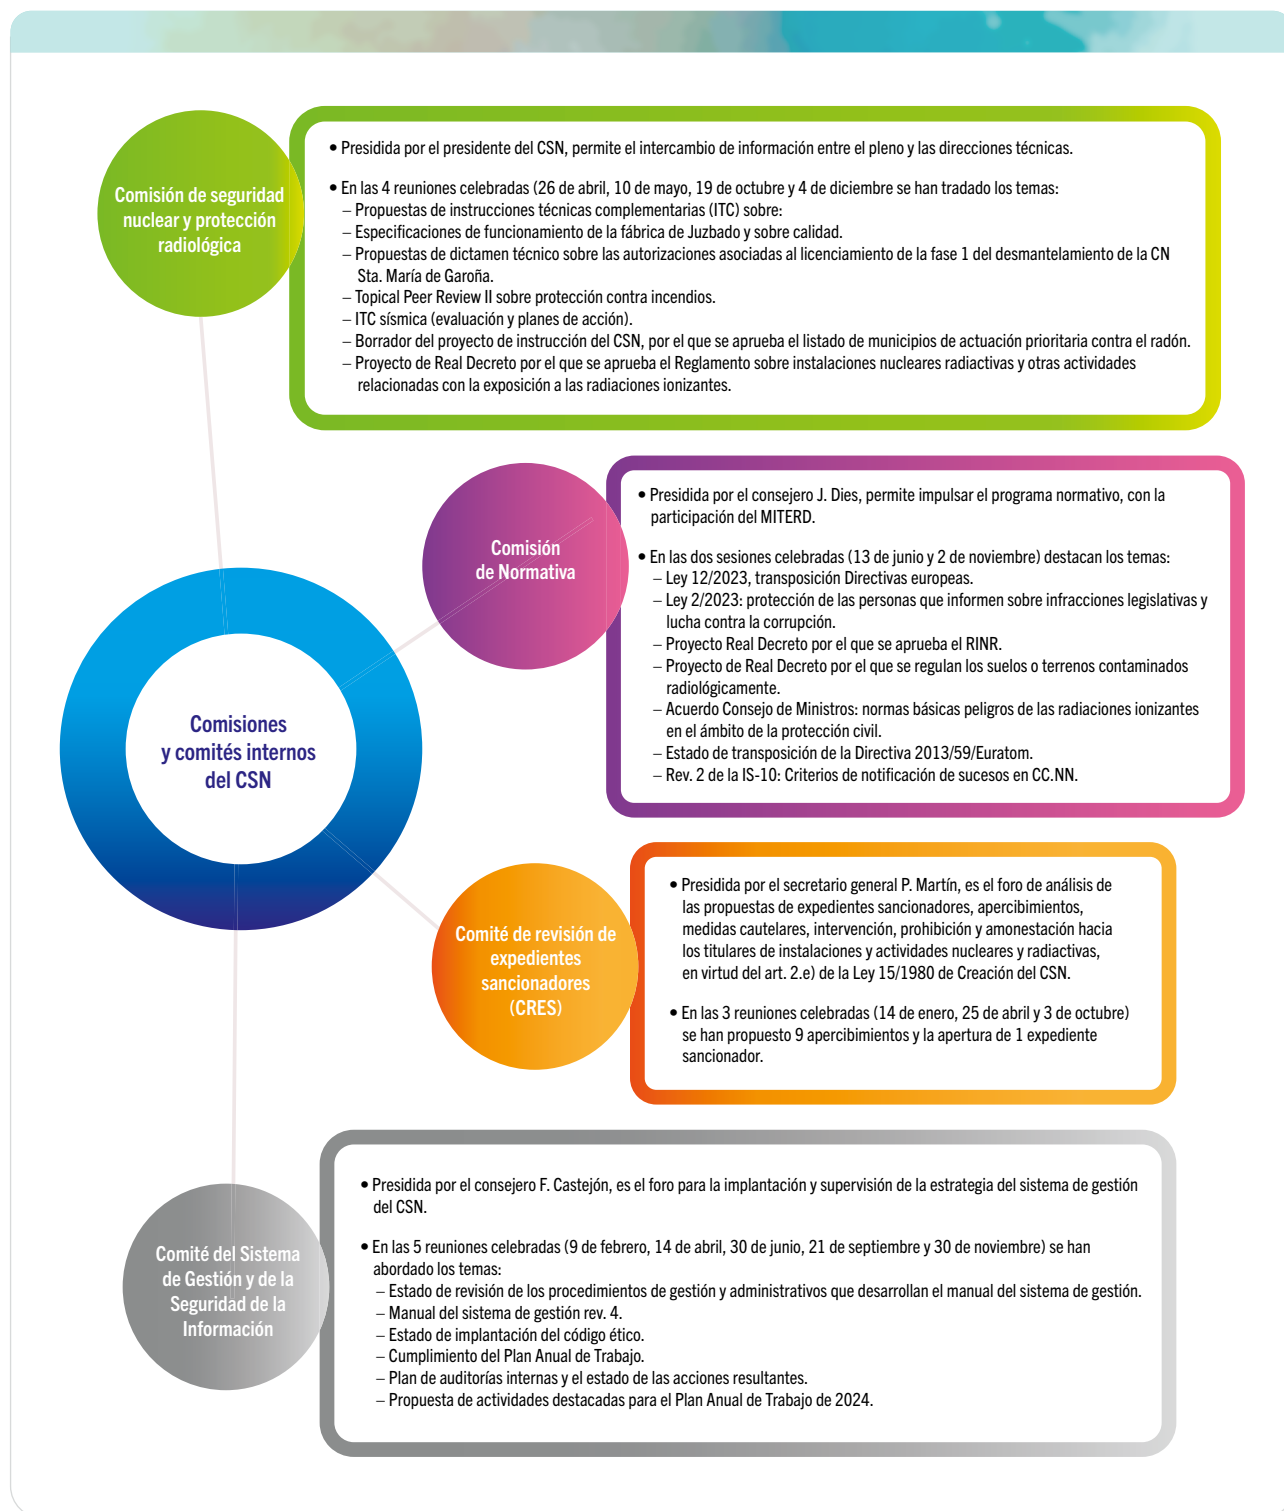 Comisión de seguridad
nuclear y protección
radiológica
• Presidida por el presidente del CSN, permite el intercambio de información entre el pleno y las direcciones técnicas.
• En las 4 reuniones celebradas (26 de abril, 10 de mayo, 19 de octubre y 4 de diciembre se han tradado los temas:
– Propuestas de instrucciones técnicas complementarias (ITC) sobre:
– Especificaciones de funcionamiento de la fábrica de Juzbado y sobre calidad.
– Propuestas de dictamen técnico sobre las autorizaciones asociadas al licenciamiento de la fase 1 del desmantelamiento de la CN
Sta. María de Garoña.
– Topical Peer Review II sobre protección contra incendios.
– ITC sísmica (evaluación y planes de acción).
– Borrador del proyecto de instrucción del CSN, por el que se aprueba el listado de municipios de actuación prioritaria contra el radón.
– Proyecto de Real Decreto por el que se aprueba el Reglamento sobre instalaciones nucleares radiactivas y otras actividades
relacionadas con la exposición a las radiaciones ionizantes.
Comisión
de Normativa
• Presidida por el consejero J. Dies, permite impulsar el programa normativo, con la
participación del MITERD.
• En las dos sesiones celebradas (13 de junio y 2 de noviembre) destacan los temas:
– Ley 12/2023, transposición Directivas europeas.
– Ley 2/2023: protección de las personas que informen sobre infracciones legislativas y
lucha contra la corrupción.
– Proyecto Real Decreto por el que se aprueba el RINR.
– Proyecto de Real Decreto por el que se regulan los suelos o terrenos contaminados
radiológicamente.
– Acuerdo Consejo de Ministros: normas básicas peligros de las radiaciones ionizantes
en el ámbito de la protección civil.
– Estado de transposición de la Directiva 2013/59/Euratom.
– Rev. 2 de la IS-10: Criterios de notificación de sucesos en CC.NN.
Comisiones
y comités internos
del CSN
Comité de revisión de
expedientes
sancionadores
(CRES)
• Presidida por el secretario general P. Martín, es el foro de análisis de
las propuestas de expedientes sancionadores, apercibimientos,
medidas cautelares, intervención, prohibición y amonestación hacia
los titulares de instalaciones y actividades nucleares y radiactivas,
en virtud del art. 2.e) de la Ley 15/1980 de Creación del CSN.
• En las 3 reuniones celebradas (14 de enero, 25 de abril y 3 de octubre)
se han propuesto 9 apercibimientos y la apertura de 1 expediente
sancionador.
Comité del Sistema
de Gestión y de la
Seguridad de la
Información
• Presidida por el consejero F. Castejón, es el foro para la implantación y supervisión de la estrategia del sistema de gestión
del CSN.
• En las 5 reuniones celebradas (9 de febrero, 14 de abril, 30 de junio, 21 de septiembre y 30 de noviembre) se han
abordado los temas:
– Estado de revisión de los procedimientos de gestión y administrativos que desarrollan el manual del sistema de gestión.
– Manual del sistema de gestión rev. 4.
– Estado de implantación del código ético.
– Cumplimiento del Plan Anual de Trabajo.
– Plan de auditorías internas y el estado de las acciones resultantes.
– Propuesta de actividades destacadas para el Plan Anual de Trabajo de 2024.